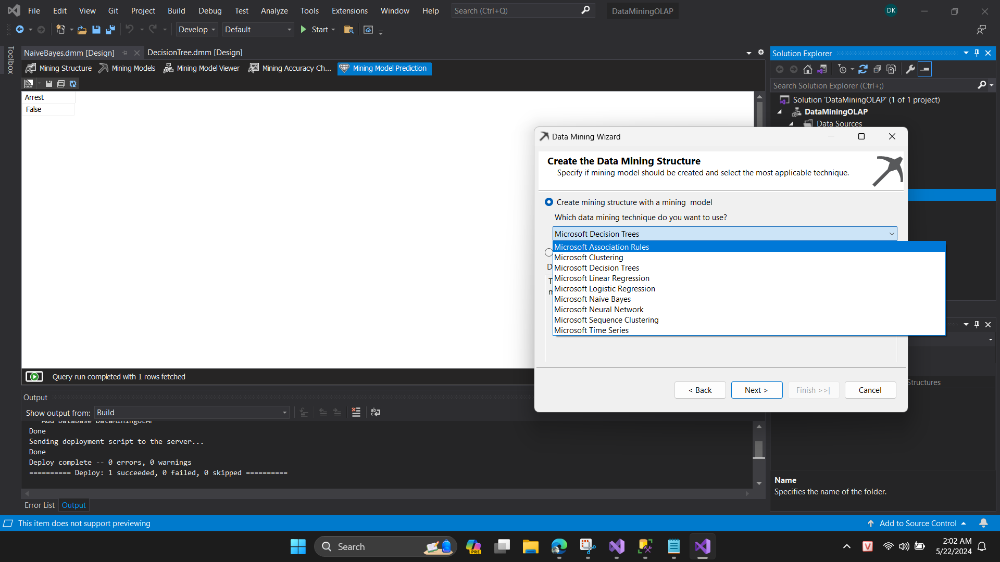 File Edit View Git Project Build Debug Test Analyze Tools Extensions Window Help Search (Ctrl+Q) DataMiningOLAP DK
Develop Default Start
Toolbox
NaiveBayes.dmm [Design] DecisionTree.dmm [Design]
Mining Structure Mining Models Mining Model Viewer Mining Accuracy Ch... Mining Model Prediction
Arrest
False
Query run completed with 1 rows fetched
Solution Explorer
Search Solution Explorer (Ctrl+;)
Solution 'DataMiningOLAP' (1 of 1 project)
DataMiningOLAP
Data Sources
Data Mining Wizard
Create the Data Mining Structure
Specify if mining model should be created and select the most applicable technique.
Create mining structure with a mining model
Which data mining technique do you want to use?
Microsoft Decision Trees
Microsoft Association Rules
Microsoft Clustering
Microsoft Decision Trees
Microsoft Linear Regression
Microsoft Logistic Regression
Microsoft Naive Bayes
Microsoft Neural Network
Microsoft Sequence Clustering
Microsoft Time Series
D
T
m
< Back Next > Finish >>| Cancel
Structures
Output
Show output from: Build
Add Database DataMiningOLAP
Done
Sending deployment script to the server...
Done
Deploy complete -- 0 errors, 0 warnings
========== Deploy: 1 succeeded, 0 failed, 0 skipped ==========
Error List Output
Name
Specifies the name of the folder.
This item does not support previewing Add to Source Control
Search PRE V 2:02 AM
5/22/2024